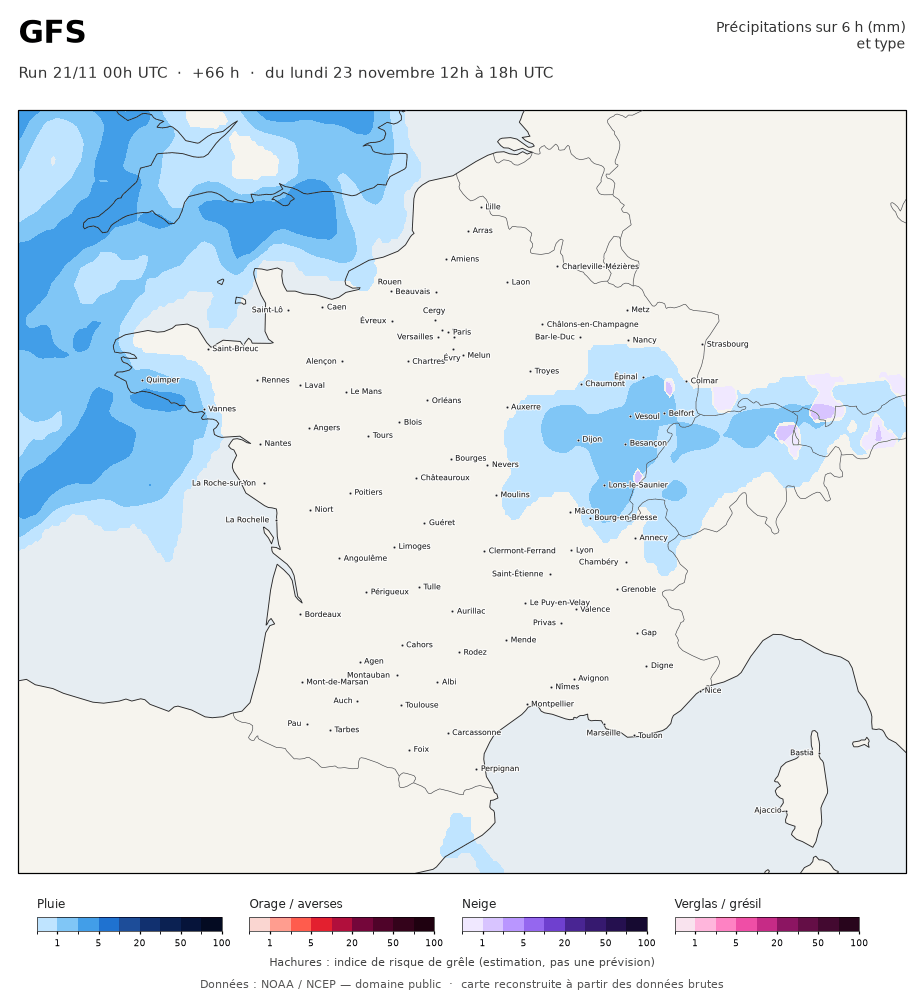 GFS
Précipitations sur 6 h (mm)
et type
Run 21/11 00h UTC · +66 h · du lundi 23 novembre 12h à 18h UTC
Lille
Arras
Amiens
Charleville-Mézières
Rouen
Laon
Beauvais
Saint-Lô
Caen
Cergy
Metz
Évreux
Châlons-en-Champagne
Versailles
Paris
Bar-le-Duc
Nancy
Strasbourg
Saint-Brieuc
Évry
Melun
Alençon
Chartres
Troyes
Épinal
Quimper
Rennes
Laval
Chaumont
Colmar
Le Mans
Orléans
Vannes
Auxerre
Vesoul
Belfort
Angers
Blois
Tours
Dijon
Nantes
Besançon
Bourges
Nevers
La Roche-sur-Yon
Châteauroux
Lons-le-Saunier
Poitiers
Moulins
Niort
Mâcon
La Rochelle
Guéret
Bourg-en-Bresse
Annecy
Limoges
Clermont-Ferrand
Lyon
Angoulême
Chambéry
Saint-Étienne
Périgueux
Tulle
Grenoble
Le Puy-en-Velay
Bordeaux
Aurillac
Valence
Privas
Gap
Cahors
Mende
Rodez
Agen
Digne
Montauban
Mont-de-Marsan
Albi
Avignon
Nîmes
Nice
Auch
Toulouse
Montpellier
Pau
Tarbes
Carcassonne
Marseille
Toulon
Foix
Bastia
Perpignan
Ajaccio
Pluie
Orage / averses
Neige
Verglas / grésil
1 5 20 50 100
1 5 20 50 100
1 5 20 50 100
1 5 20 50 100
Hachures : indice de risque de grêle (estimation, pas une prévision)
Données : NOAA / NCEP — domaine public · carte reconstruite à partir des données brutes